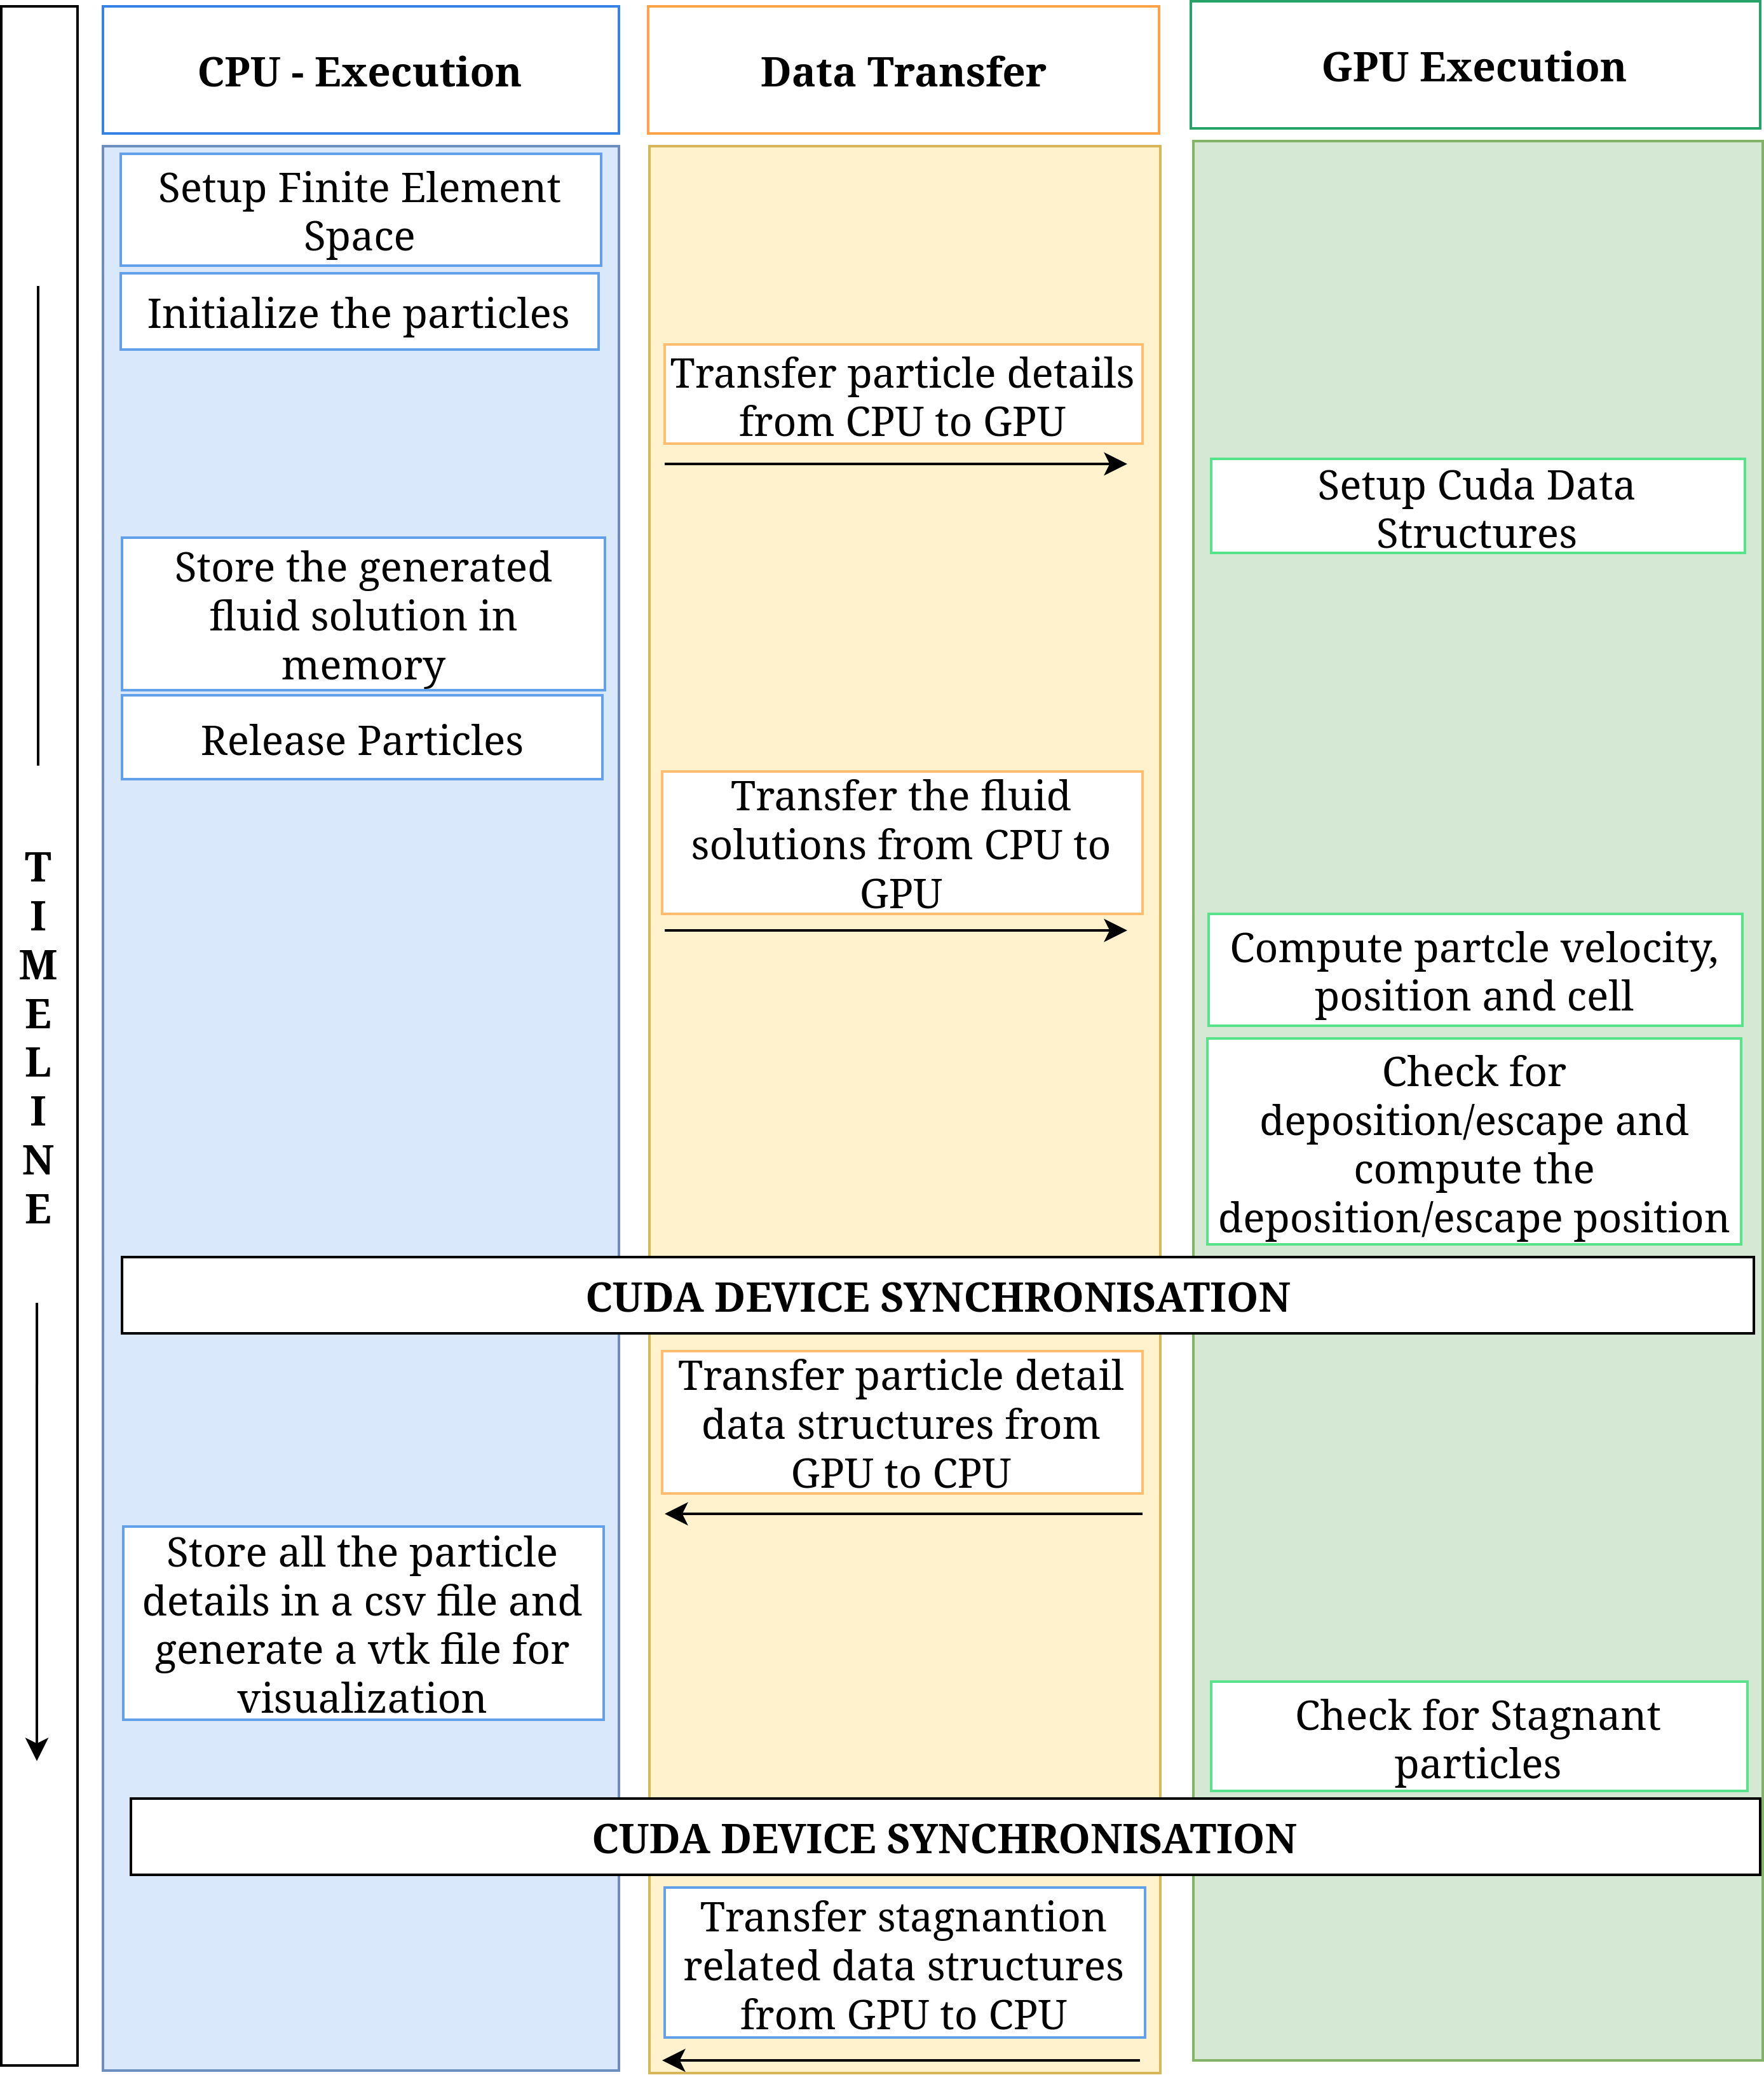 CPU - Execution
Data Transfer
GPU Execution
Setup Finite Element
Space
Initialize the particles
Transfer particle details
from CPU to GPU
Setup Cuda Data
Structures
Store the generated
fluid solution in
memory
Release Particles
Transfer the fluid
solutions from CPU to
GPU
T
I
M
E
L
I
N
E
Compute partcle velocity,
position and cell
Check for
deposition/escape and
compute the
deposition/escape position
CUDA DEVICE SYNCHRONISATION
Transfer particle detail
data structures from
GPU to CPU
Store all the particle
details in a csv file and
generate a vtk file for
visualization
Check for Stagnant
particles
CUDA DEVICE SYNCHRONISATION
Transfer stagnantion
related data structures
from GPU to CPU